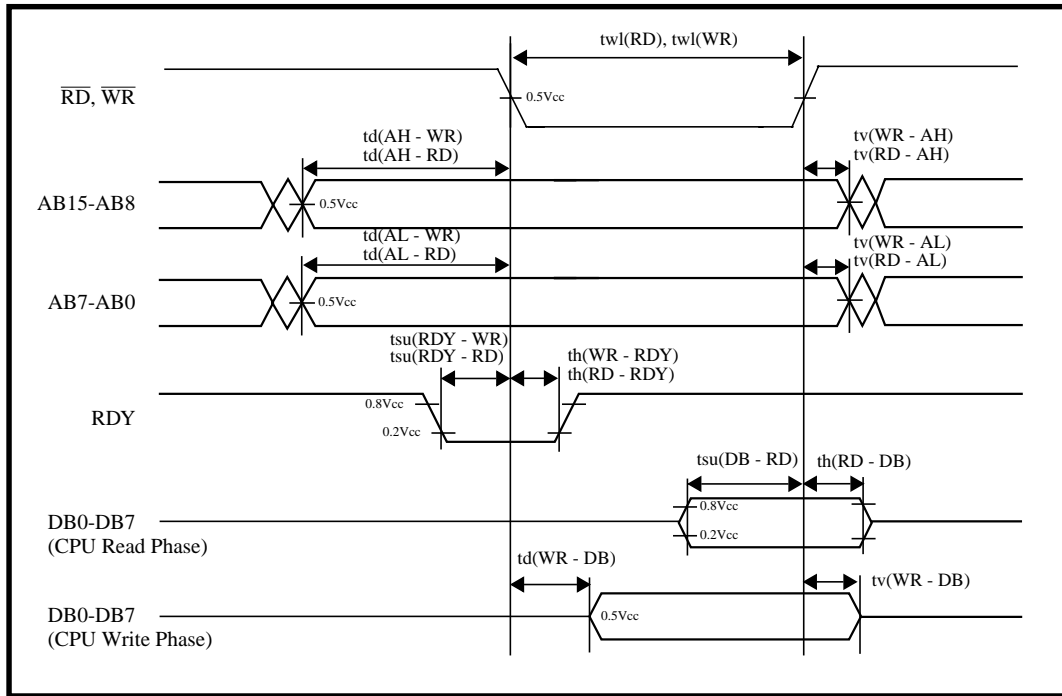 twl(RD), twl(WR)
RD, WR
0.5Vcc
td(AH - WR)
td(AH - RD)
tv(WR - AH)
tv(RD - AH)
AB15-AB8
0.5Vcc
td(AL - WR)
td(AL - RD)
tv(WR - AL)
tv(RD - AL)
AB7-AB0
0.5Vcc
tsu(RDY - WR)
tsu(RDY - RD)
th(WR - RDY)
th(RD - RDY)
RDY
0.8Vcc
0.2Vcc
tsu(DB - RD)
th(RD - DB)
DB0-DB7
(CPU Read Phase)
0.8Vcc
0.2Vcc
td(WR - DB)
tv(WR - DB)
DB0-DB7
(CPU Write Phase)
0.5Vcc